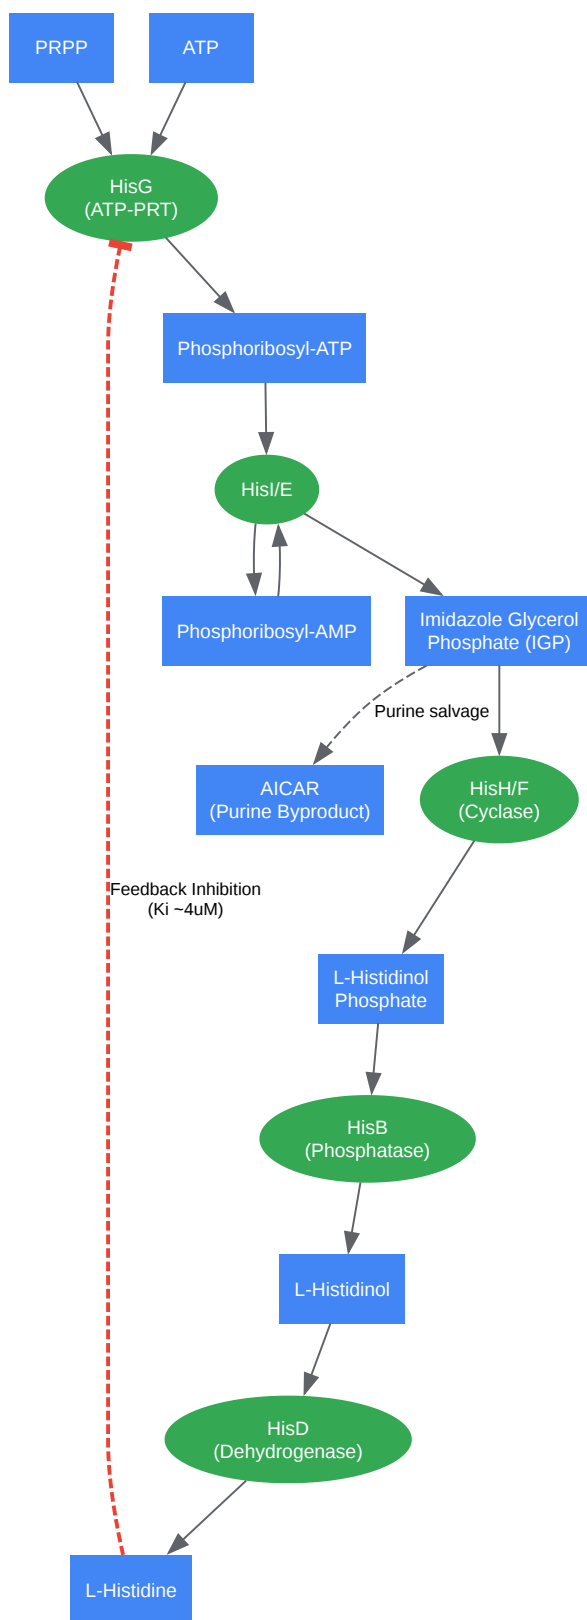 PRPP
ATP
HisG
(ATP-PRT)
Phosphoribosyl-ATP
HisI/E
Phosphoribosyl-AMP
Imidazole Glycerol
Phosphate (IGP)
Purine salvage
AICAR
(Purine Byproduct)
HisH/F
(Cyclase)
Feedback Inhibition
(Ki ~4uM)
L-Histidinol
Phosphate
HisB
(Phosphatase)
L-Histidinol
HisD
(Dehydrogenase)
L-Histidine